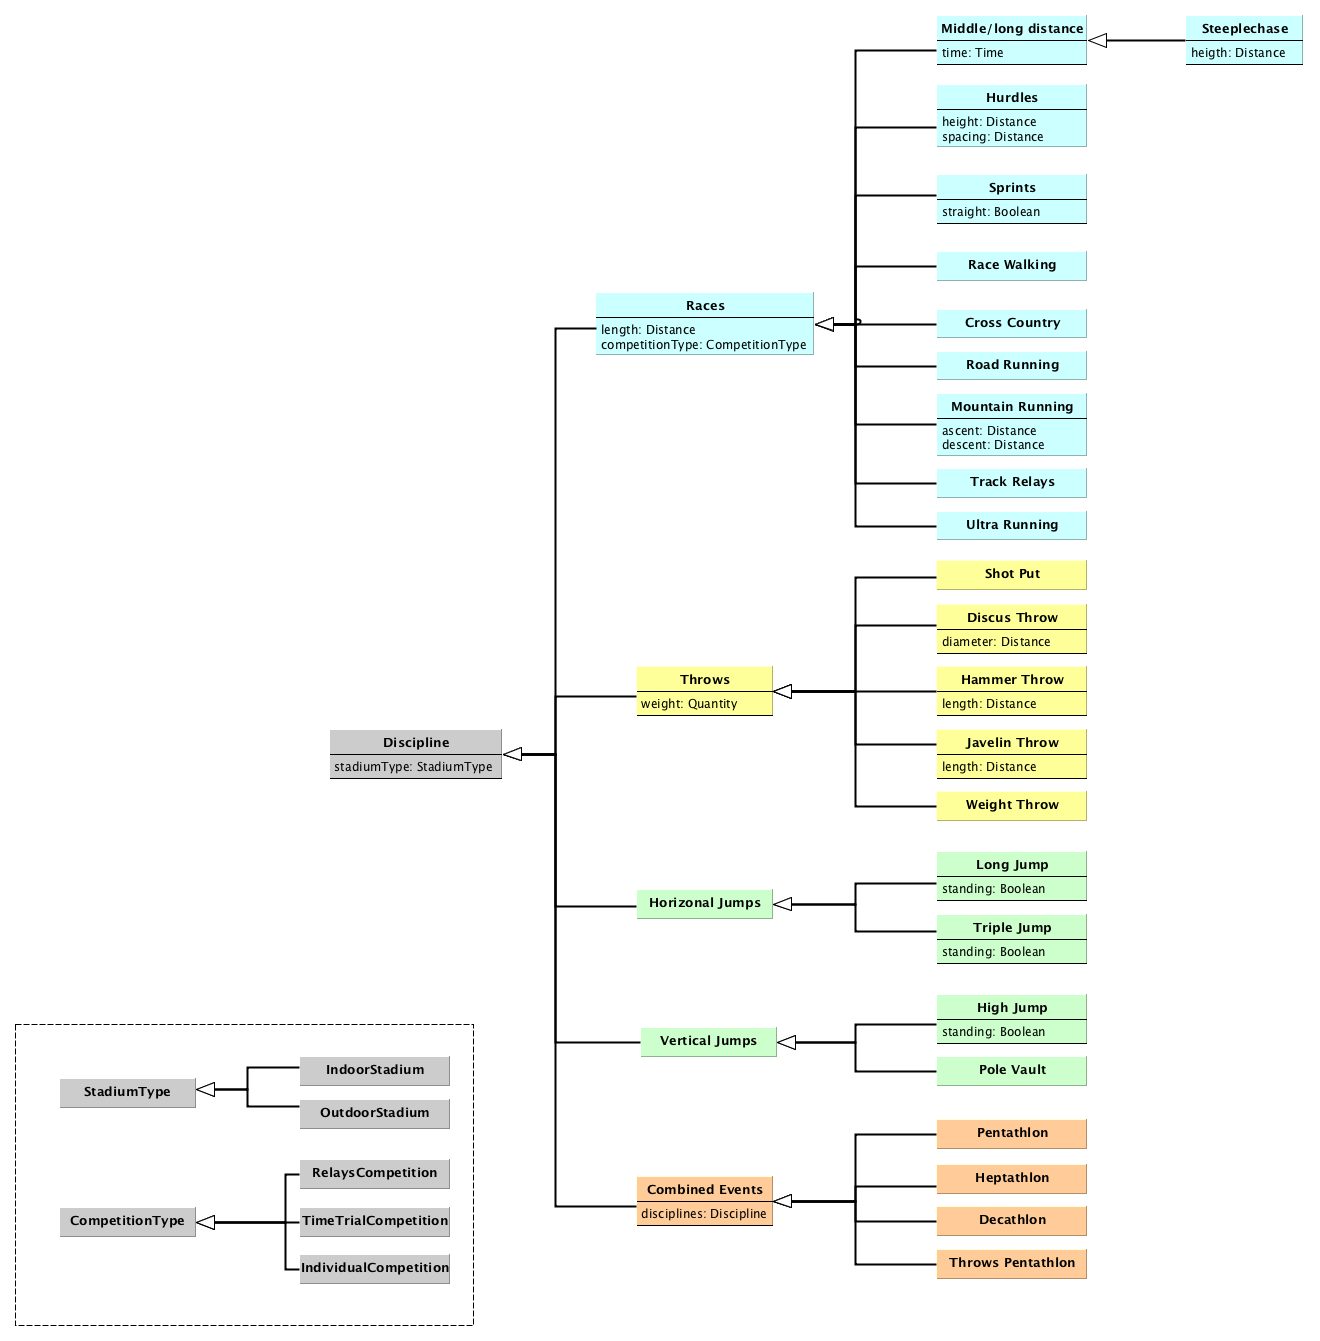 Middle/long distance
time: Time
Steeplechase
heigth: Distance
Hurdles
height: Distance
spacing: Distance
Sprints
straight: Boolean
Race Walking
Races
length: Distance
competitionType: CompetitionType
Cross Country
Road Running
Mountain Running
ascent: Distance
descent: Distance
Track Relays
Ultra Running
Shot Put
Discus Throw
diameter: Distance
Throws
weight: Quantity
Hammer Throw
length: Distance
Discipline
stadiumType: StadiumType
Javelin Throw
length: Distance
Weight Throw
Long Jump
standing: Boolean
Horizonal Jumps
Triple Jump
standing: Boolean
High Jump
standing: Boolean
Vertical Jumps
Pole Vault
StadiumType
IndoorStadium
OutdoorStadium
CompetitionType
RelaysCompetition
TimeTrialCompetition
IndividualCompetition
Combined Events
disciplines: Discipline
Pentathlon
Heptathlon
Decathlon
Throws Pentathlon